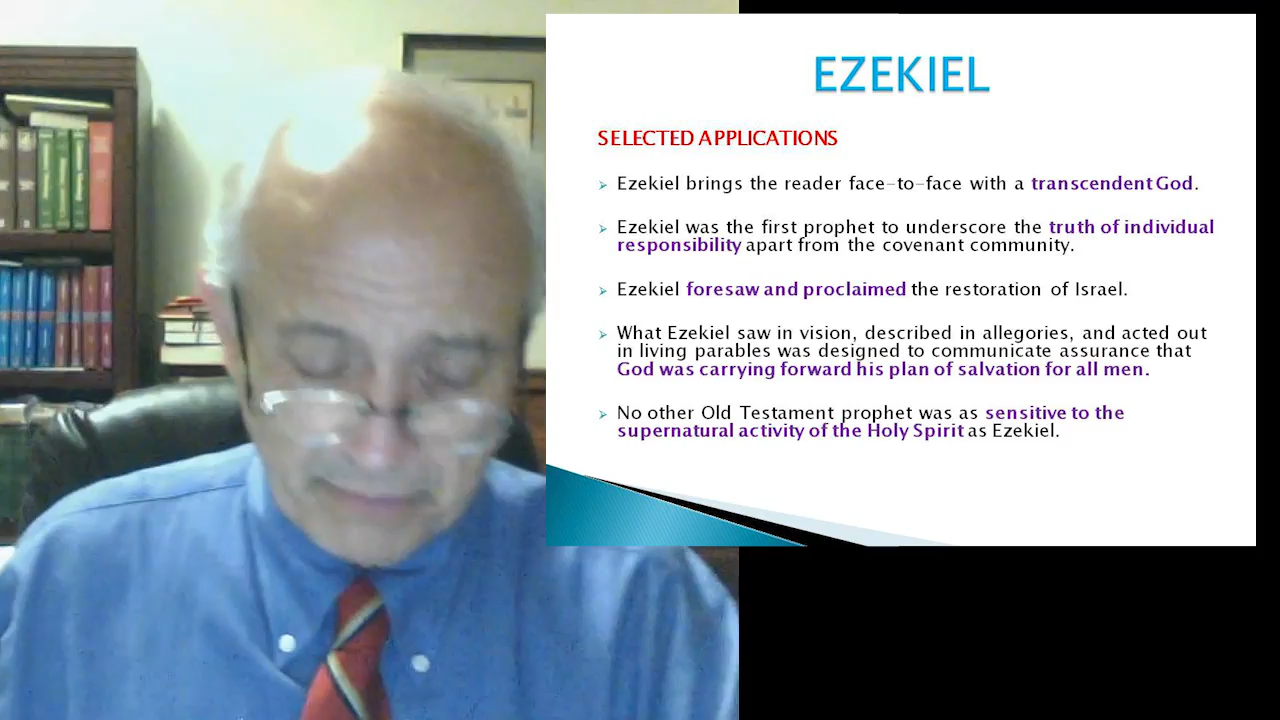 EZEKIEL
SELECTED APPLICATIONS
Ezekiel brings the reader face-to-face with a transcendent God.
Ezekiel was the first prophet to underscore the truth of individual
responsibility apart from the covenant community.
Ezekiel foresaw and proclaimed the restoration of Israel.
What Ezekiel saw in vision, described in allegories, and acted out
in living parables was designed to communicate assurance that
God was carrying forward his plan of salvation for all men.
No other Old Testament prophet was as sensitive to the
supernatural activity of the Holy Spirit as Ezekiel.